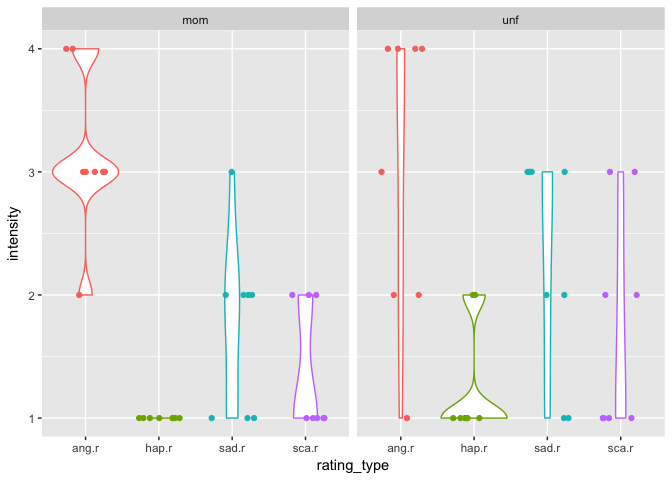 mom unf
4
3
2
1
intensity
ang.r hap.r sad.r sca.r ang.r hap.r sad.r sca.r
rating_type